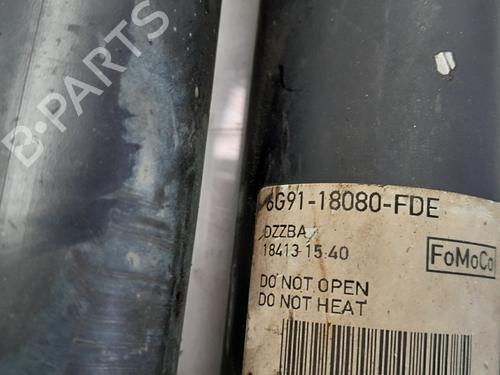 B-PARTS
6G91-18080-FDE
DZZBA
18413 15:40
FoMoCo
DO NOT OPEN
DO NOT HEAT